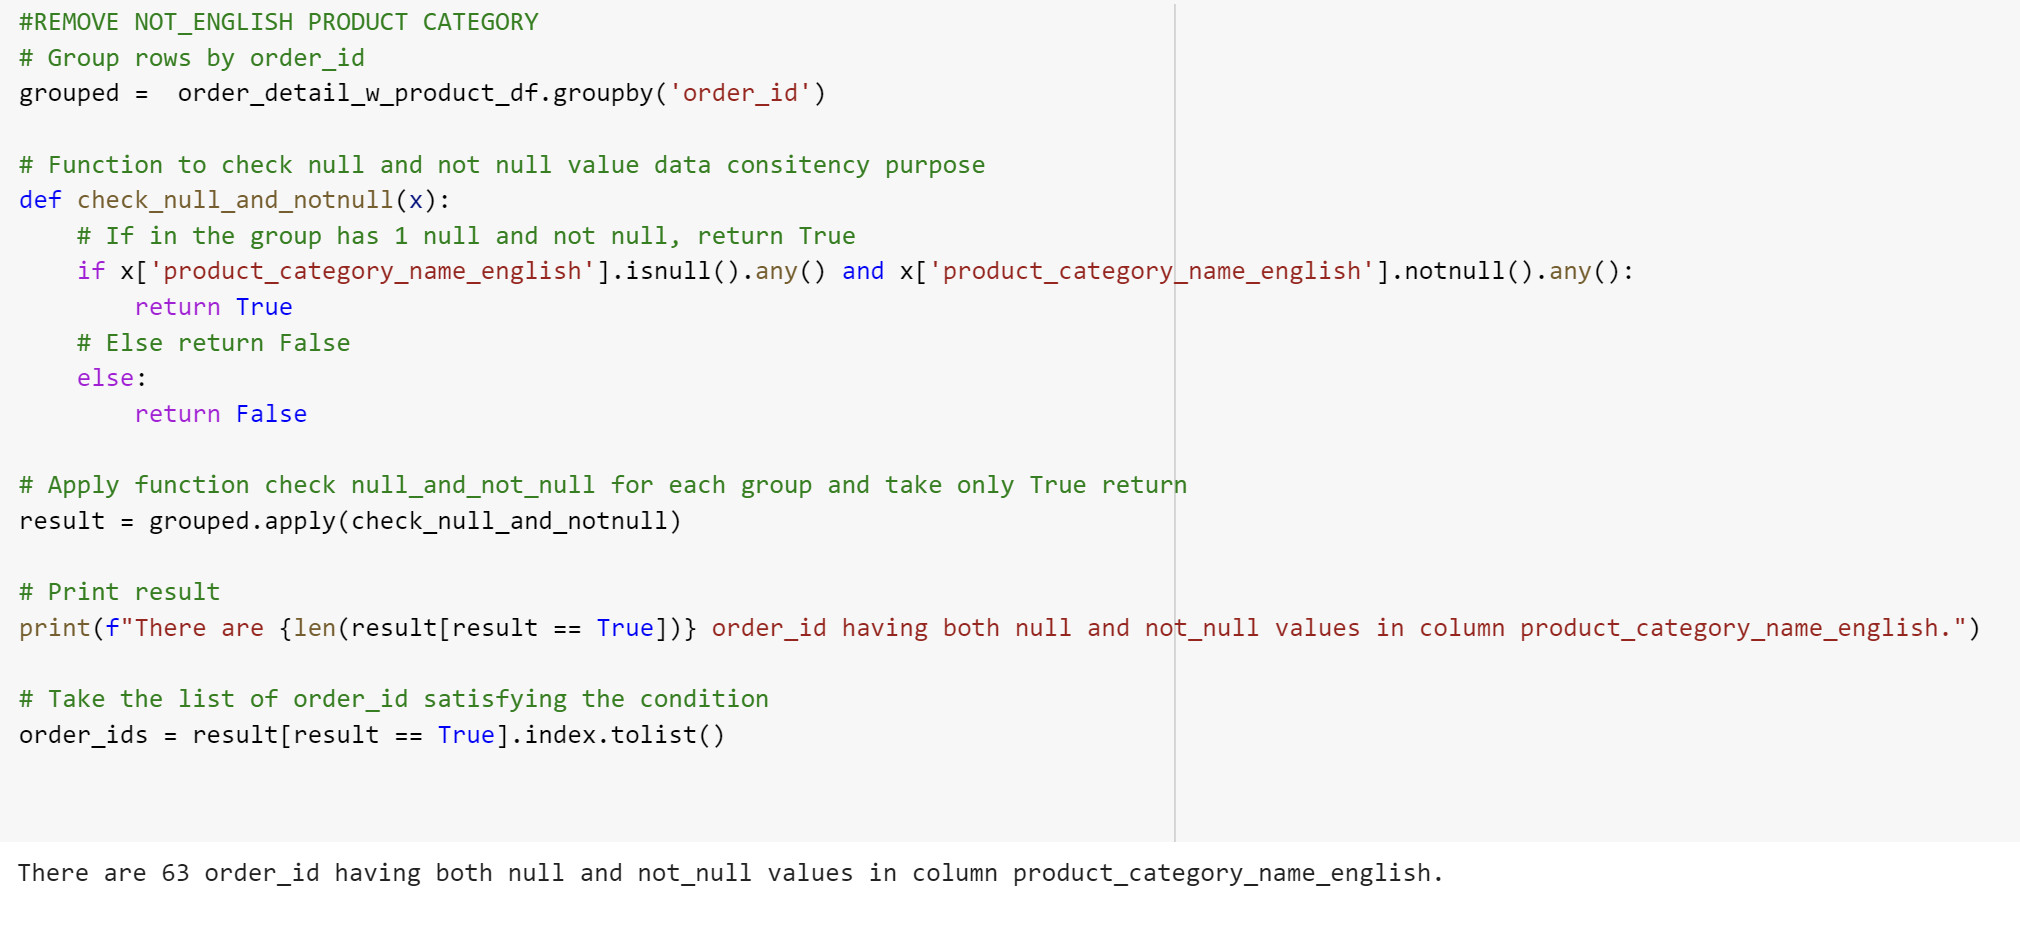 #REMOVE NOT_ENGLISH PRODUCT CATEGORY
# Group rows by order_id
grouped =  order_detail_w_product_df.groupby('order_id')
# Function to check null and not null value data consitency purpose
def check_null_and_notnull(x):
    # If in the group has 1 null and not null, return True
    if x['product_category_name_english'].isnull().any() and x['product_category_name_english'].notnull().any():
        return True
    # Else return False
    else:
        return False
# Apply function check null_and_not_null for each group and take only True return
result = grouped.apply(check_null_and_notnull)
# Print result
print(f"There are {len(result[result == True])} order_id having both null and not_null values in column product_category_name_english.")
# Take the list of order_id satisfying the condition
order_ids = result[result == True].index.tolist()
There are 63 order_id having both null and not_null values in column product_category_name_english.